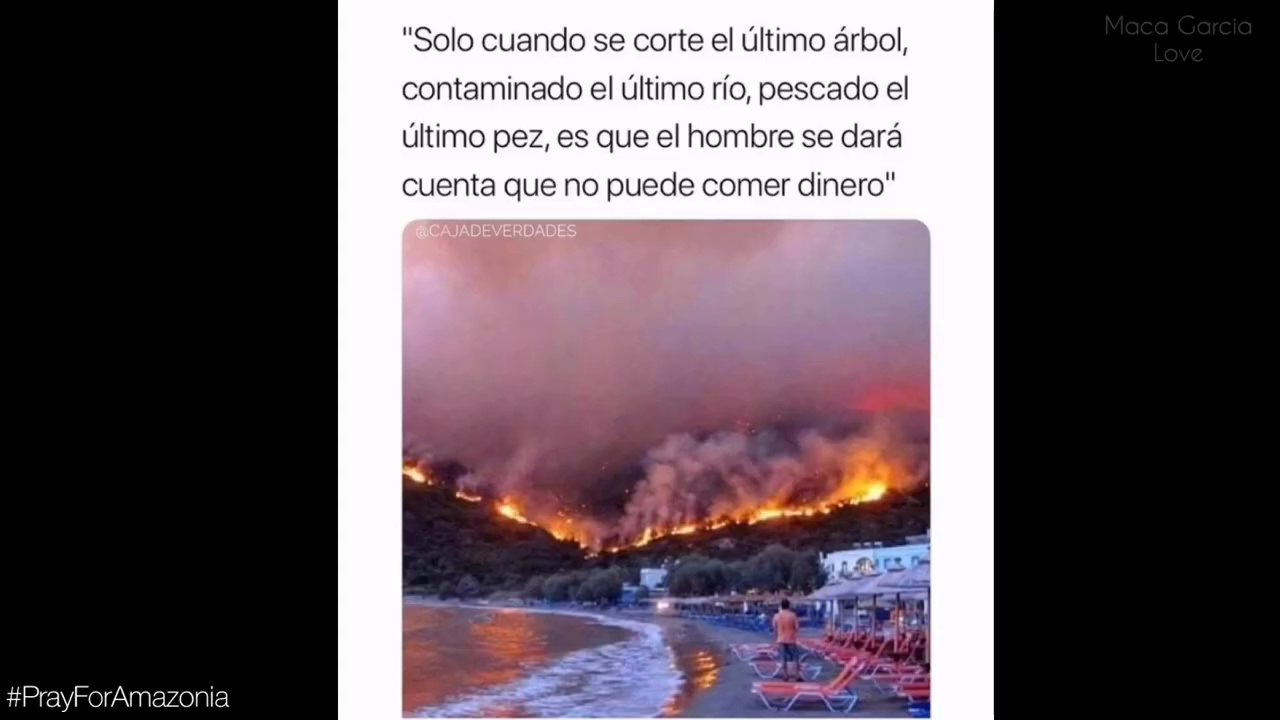 Maca Garcia
Love
"Solo cuando se corte el último árbol,
contaminado el último río, pescado el
último pez, es que el hombre se dará
cuenta que no puede comer dinero"
@CAJADEVERDADES
#PrayForAmazonia